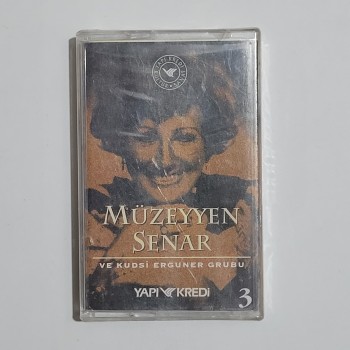 MÜZEYYEN
SENAR
VE KUDSİ ERGUNER GRUBU
YAPI KREDİ
3